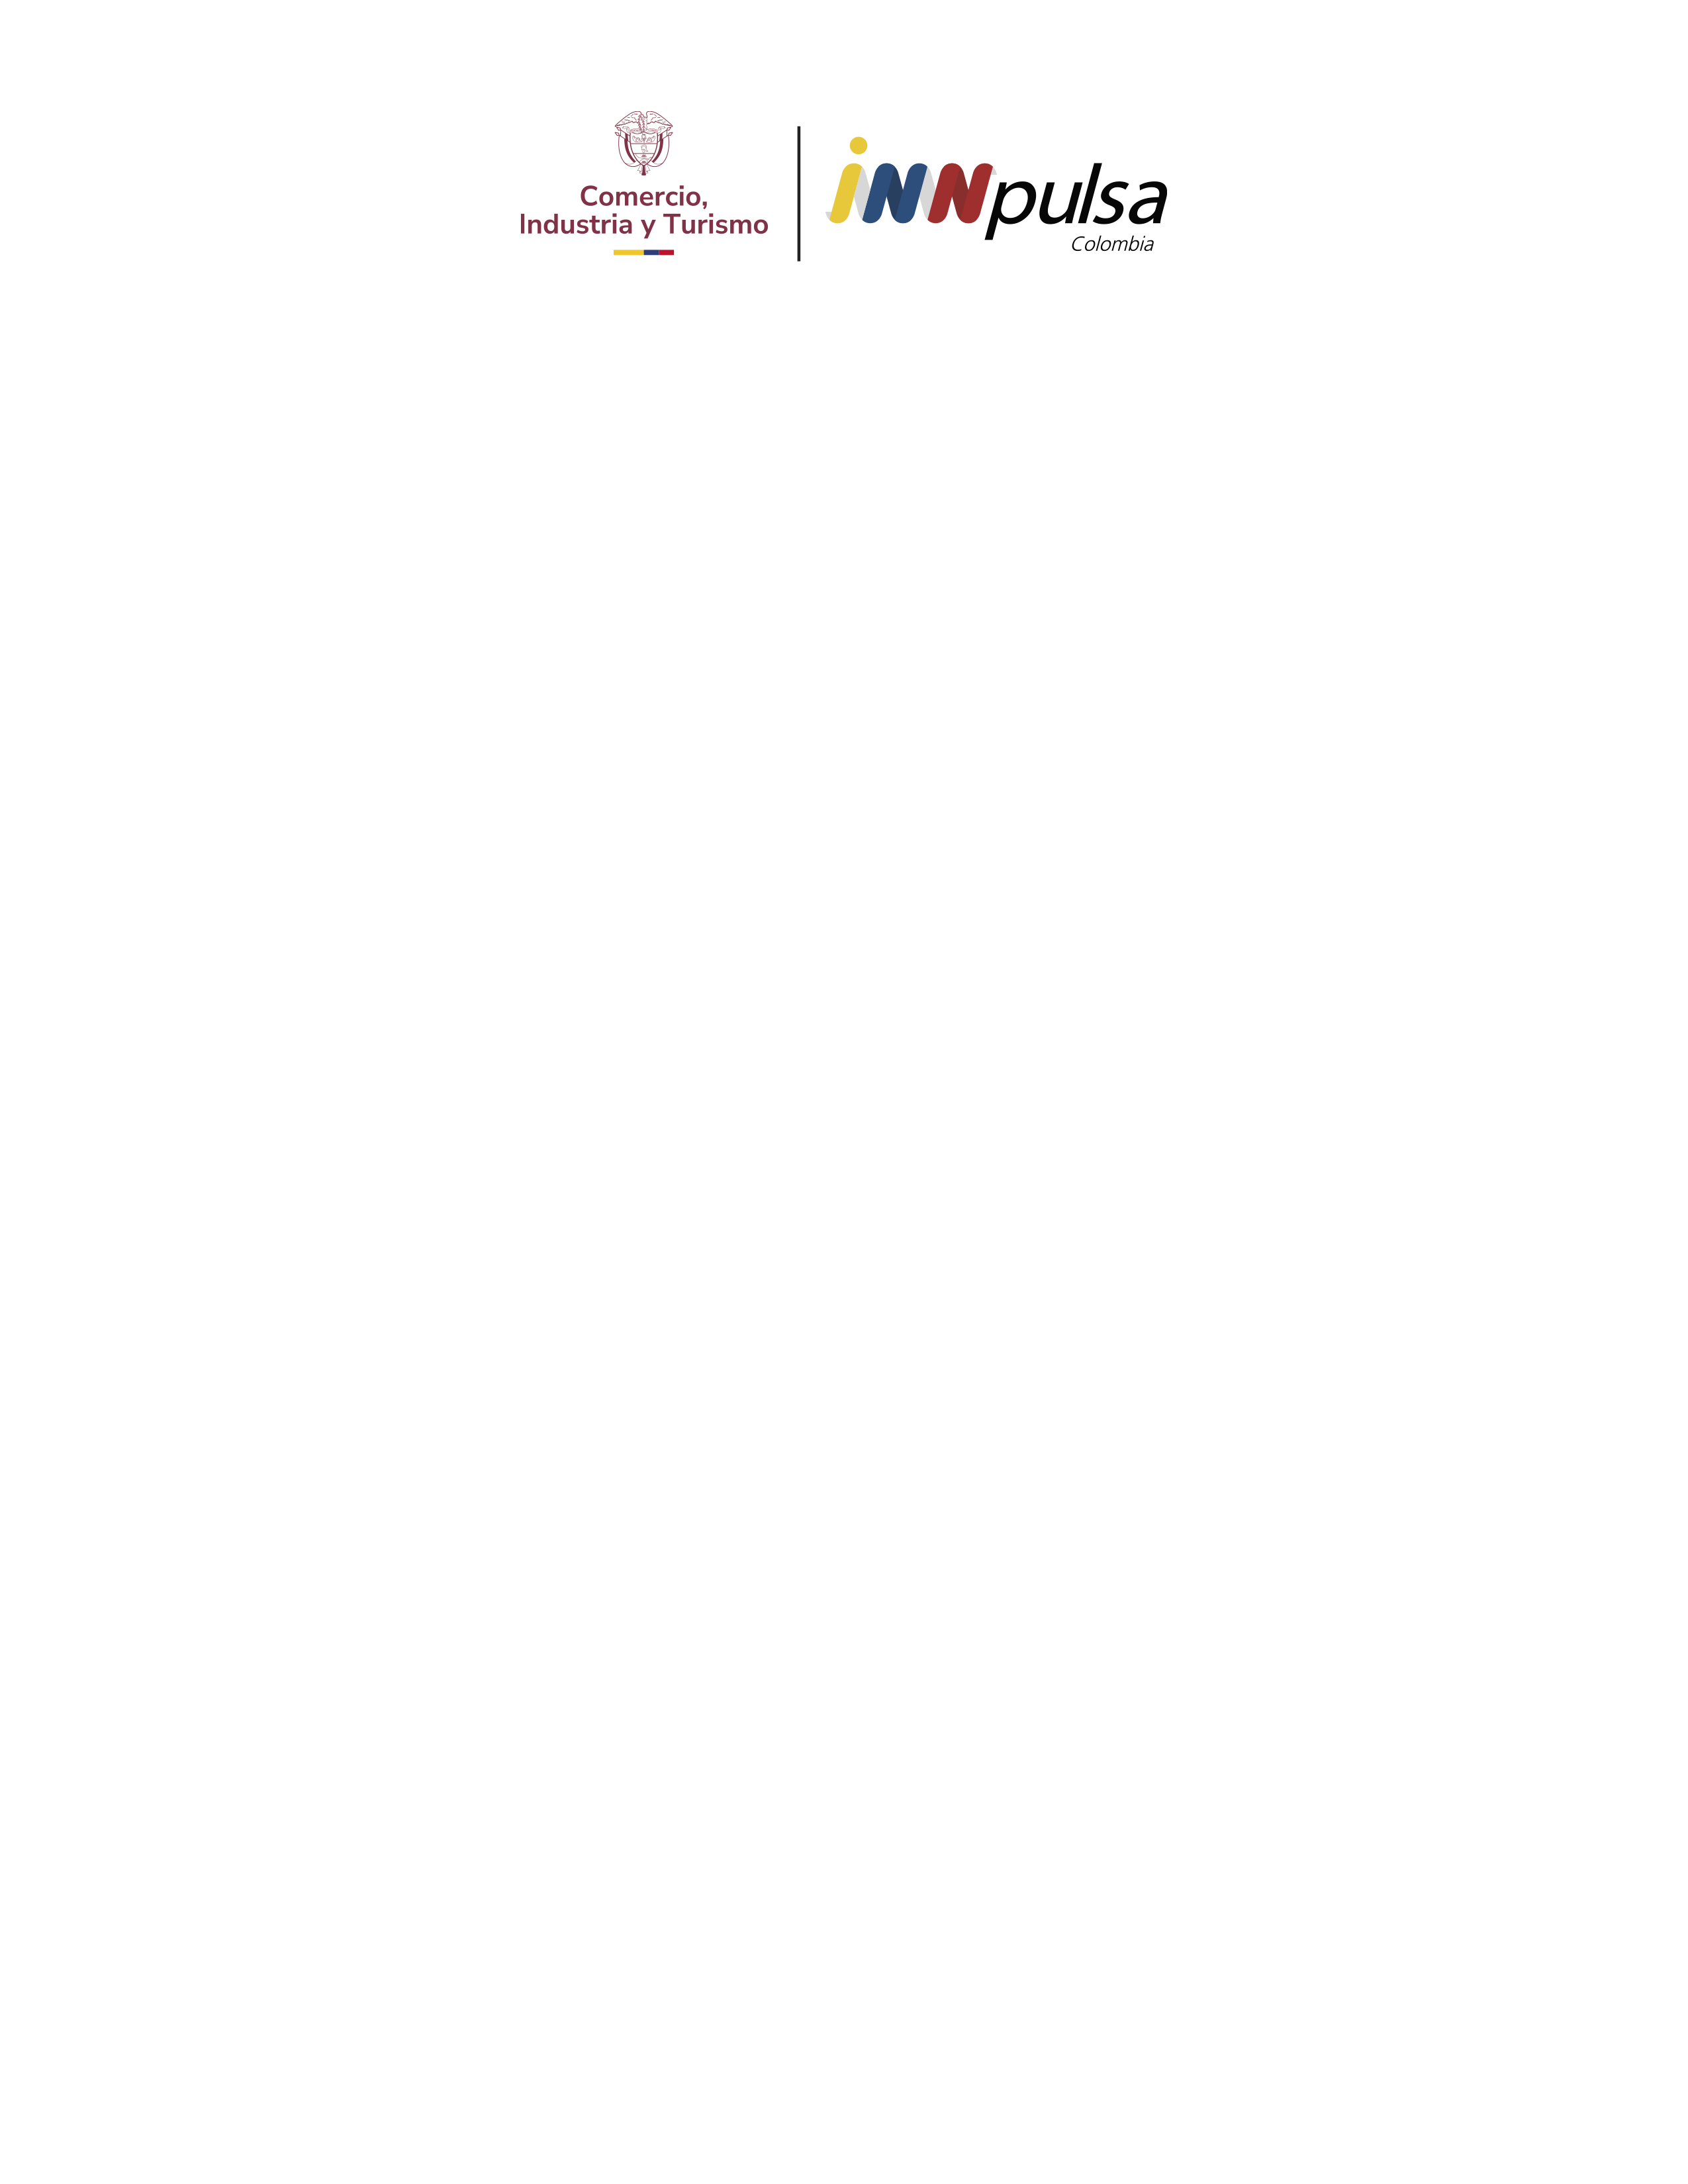 Comercio,
Industria y Turismo
innpulsa
Colombia